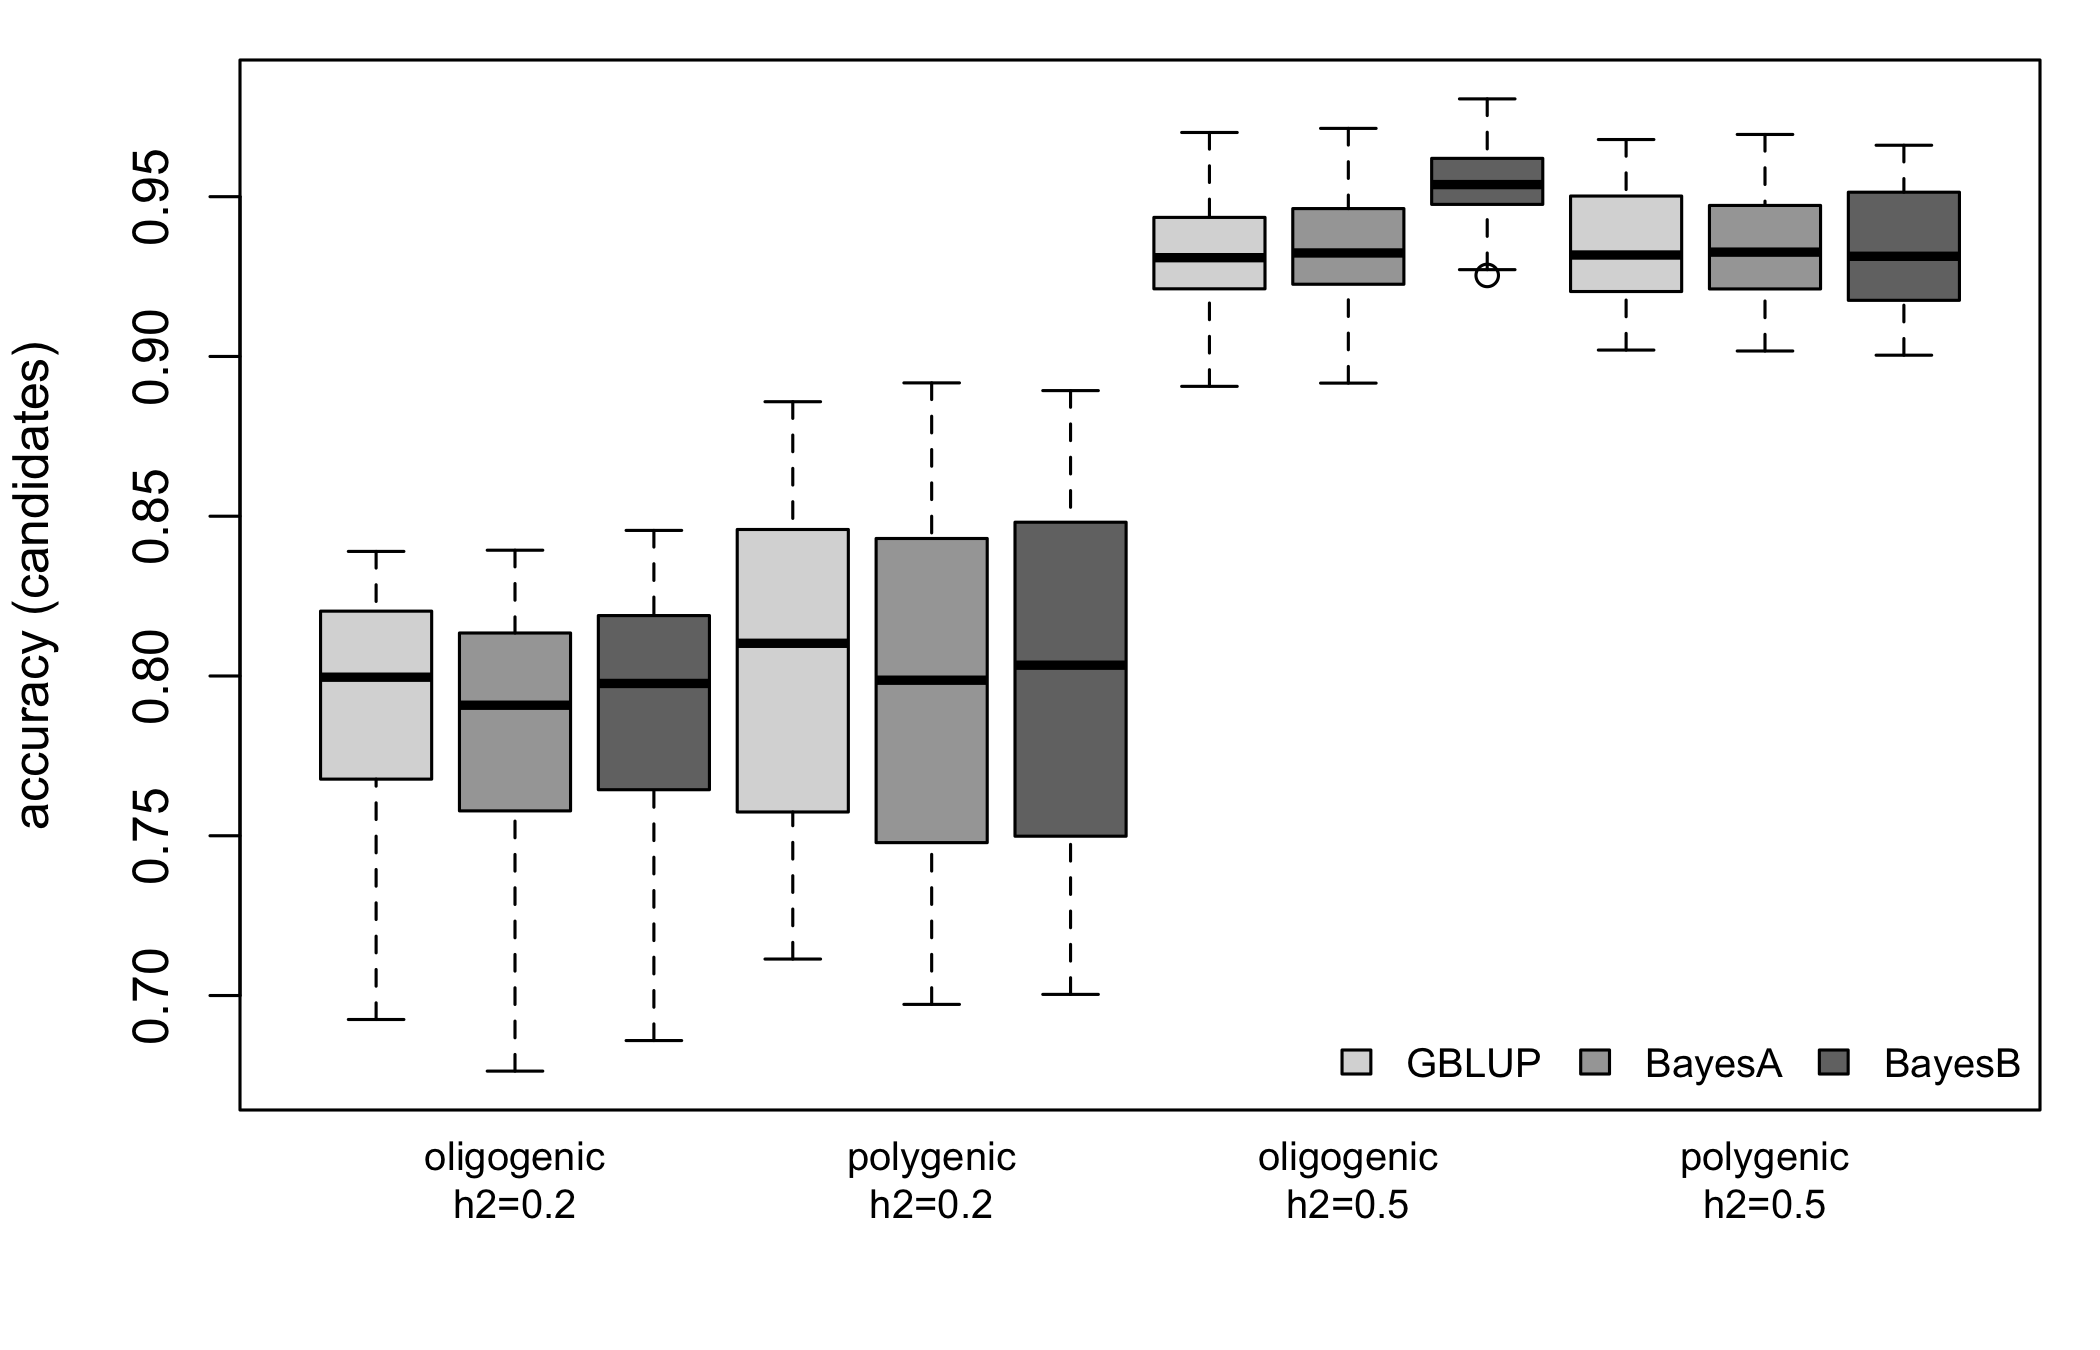 accuracy (candidates)
0.95
0.90
0.85
0.80
0.75
0.70
GBLUP BayesA BayesB
oligogenic polygenic oligogenic polygenic
h2=0.2 h2=0.2 h2=0.5 h2=0.5